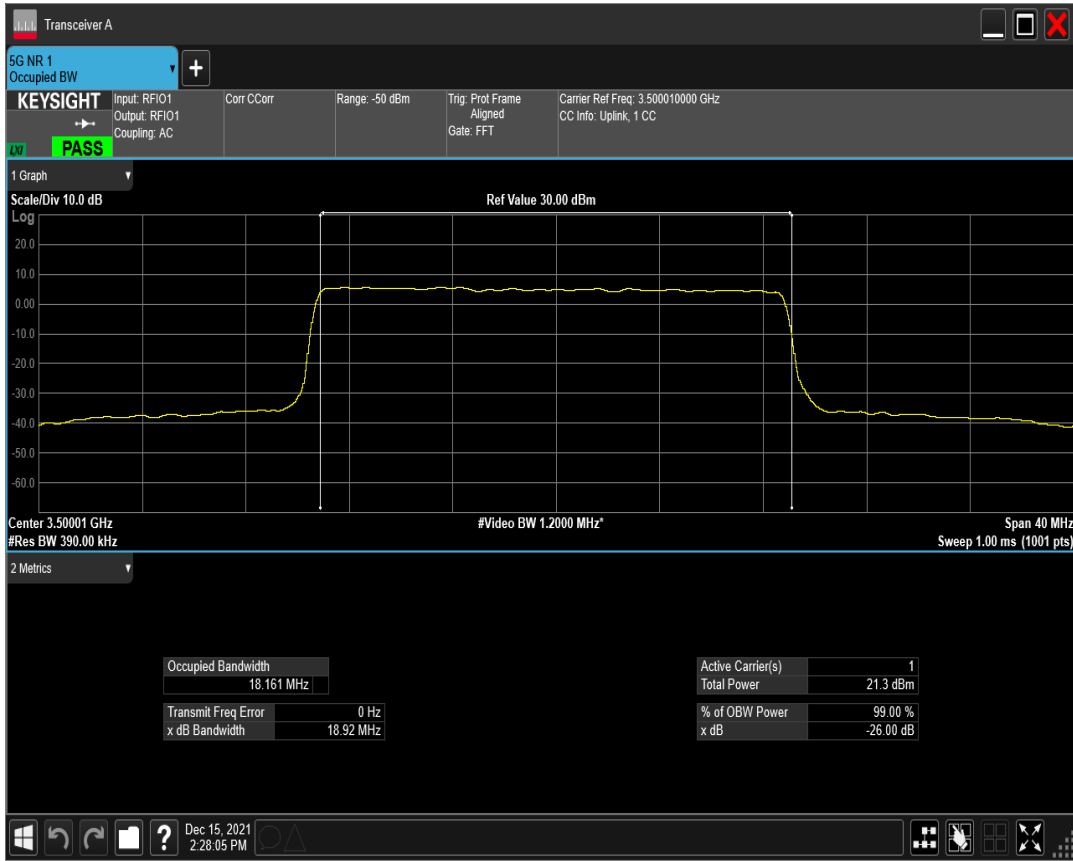 Transceiver A
5G NR 1
Occupied BW
+
KEYSIGHT
LXI
PASS
Input: RFIO1
Output: RFIO1
Coupling: AC
Corr CCorr
Range: -50 dBm
Trig: Prot Frame
Aligned
Gate: FFT
Carrier Ref Freq: 3.500010000 GHz
CC Info: Uplink, 1 CC
1 Graph
Scale/Div 10.0 dB
Ref Value 30.00 dBm
Log
20.0
10.0
0.00
-10.0
-20.0
-30.0
-40.0
-50.0
-60.0
Center 3.50001 GHz
#Video BW 1.2000 MHz*
Span 40 MHz
#Res BW 390.00 kHz
Sweep 1.00 ms (1001 pts)
2 Metrics
Occupied Bandwidth
18.161 MHz
Transmit Freq Error 0 Hz
x dB Bandwidth 18.92 MHz
Active Carrier(s) 1
Total Power 21.3 dBm
% of OBW Power 99.00 %
x dB -26.00 dB
?
Dec 15, 2021
2:28:05 PM